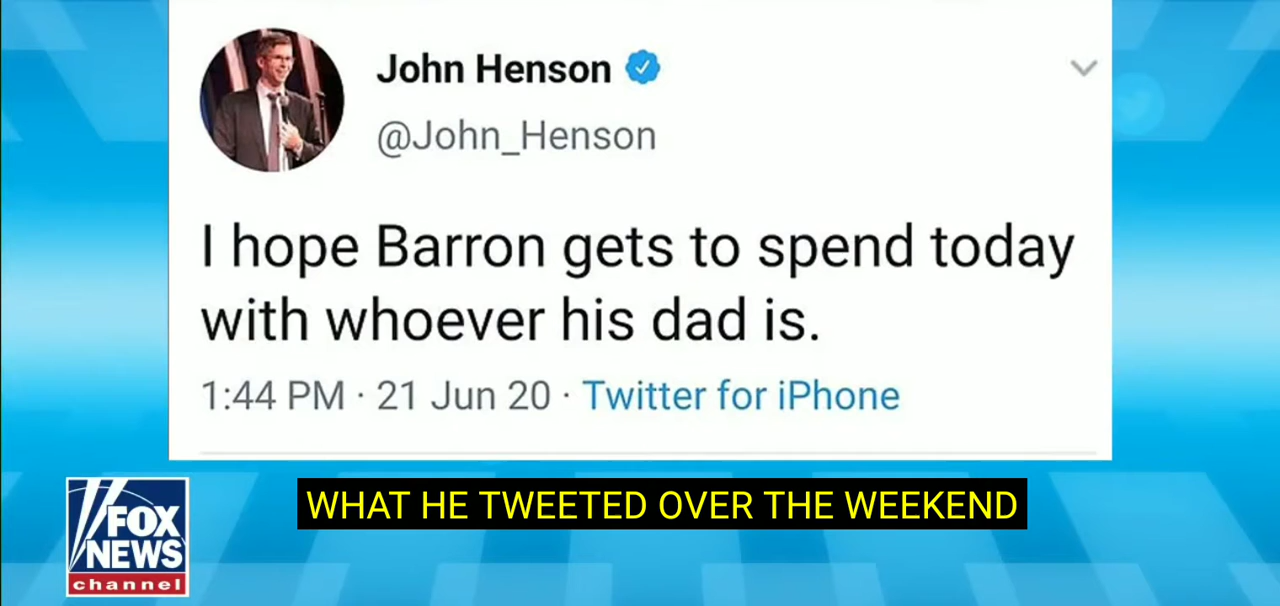 John Henson
@John_Henson
I hope Barron gets to spend today
with whoever his dad is.
1:44 PM · 21 Jun 20 · Twitter for iPhone
WHAT HE TWEETED OVER THE WEEKEND
FOX
NEWS
channel